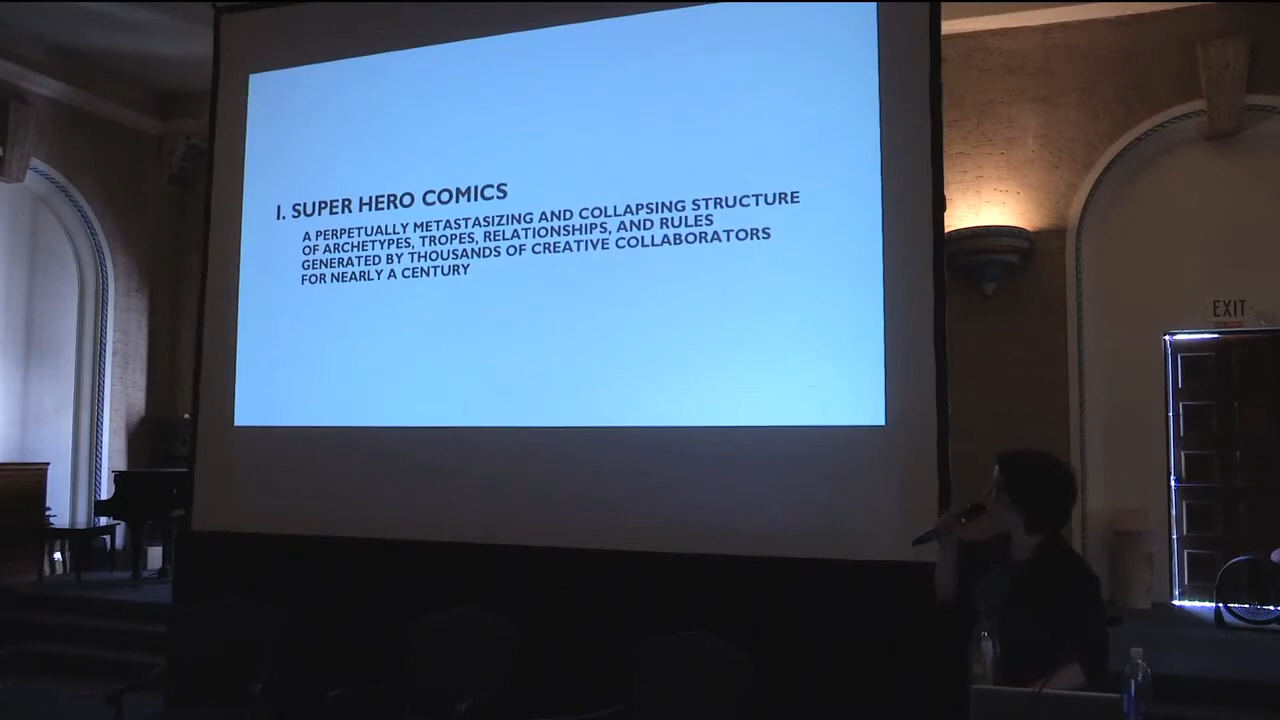 I. SUPER HERO COMICS
A PERPETUALLY METASTASIZING AND COLLAPSING STRUCTURE
OF ARCHETYPES, TROPES, RELATIONSHIPS, AND RULES
GENERATED BY THOUSANDS OF CREATIVE COLLABORATORS
FOR NEARLY A CENTURY
EXIT